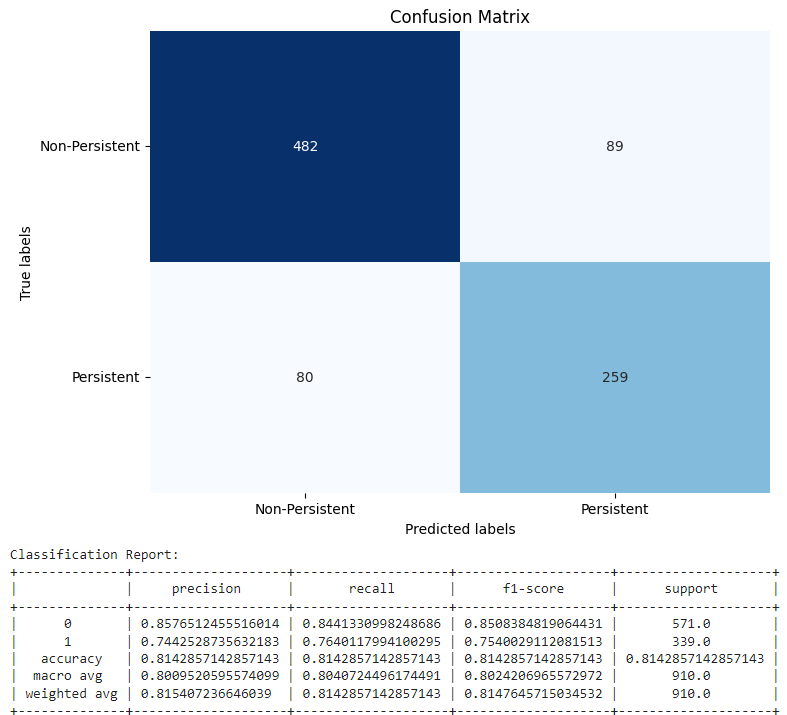 Confusion Matrix
Non-Persistent
482
89
True labels
Persistent
80
259
Non-Persistent
Persistent
Predicted labels
Classification Report:
+--------------+--------------------+--------------------+--------------------+--------------------+
|              |     precision      |       recall       |      f1-score      |      support       |
+--------------+--------------------+--------------------+--------------------+--------------------+
|      0       | 0.8576512455516014 | 0.8441330998248686 | 0.8508384819064431 |       571.0        |
|      1       | 0.7442528735632183 | 0.7640117994100295 | 0.7540029112081513 |       339.0        |
|   accuracy   | 0.8142857142857143 | 0.8142857142857143 | 0.8142857142857143 | 0.8142857142857143 |
|  macro avg   | 0.8009520595574099 | 0.8040724496174491 | 0.8024206965572972 |       910.0        |
| weighted avg | 0.815407236646039  | 0.8142857142857143 | 0.8147645715034532 |       910.0        |
+--------------+--------------------+--------------------+--------------------+--------------------+